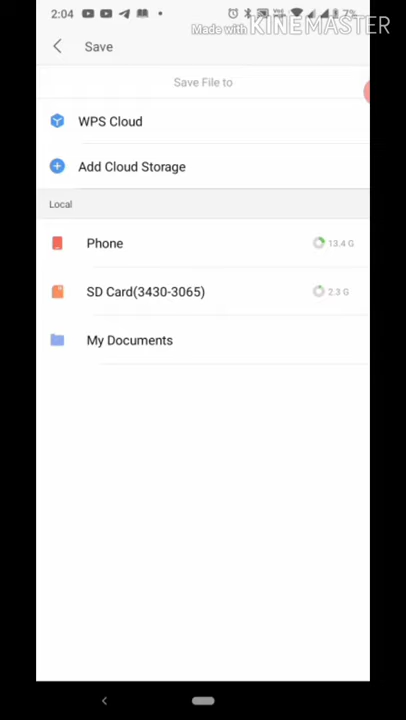 2:04 7%
Made with KINEMASTER
Save
Save File to
WPS Cloud
Add Cloud Storage
Local
Phone 13.4 G
SD Card(3430-3065) 2.3 G
My Documents